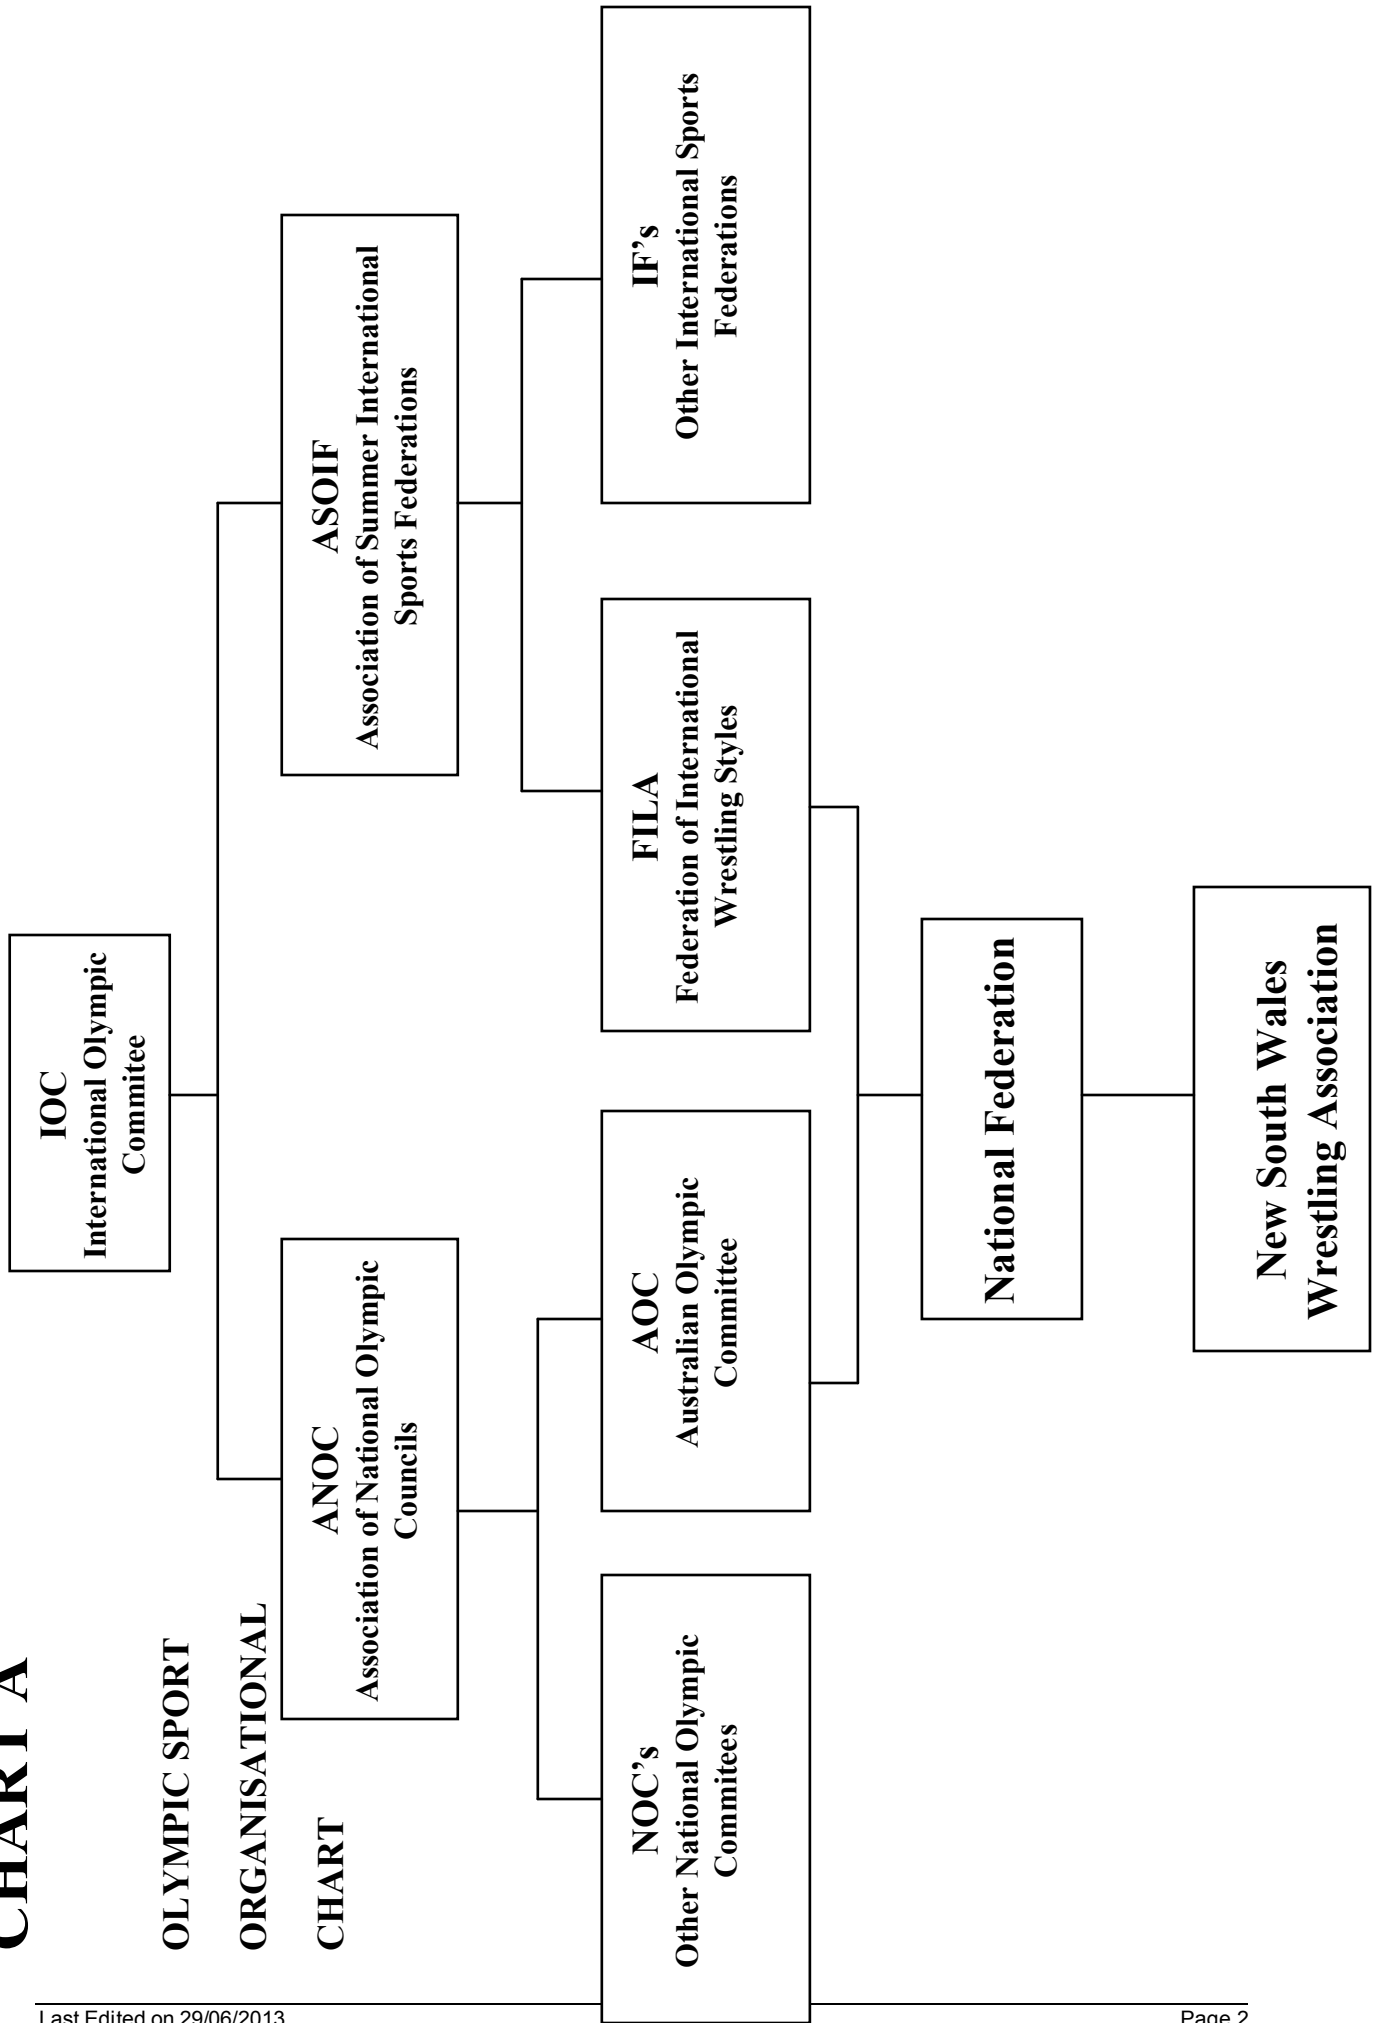 CHART A
OLYMPIC SPORT
ORGANISATIONAL
CHART
IOC
International Olympic
Commitee
ANOC
Association of National Olympic
Councils
ASOIF
Association of Summer International
Sports Federations
NOC's
Other National Olympic
Commitees
AOC
Australian Olympic
Committee
FILA
Federation of International
Wrestling Styles
IF's
Other International Sports
Federations
National Federation
New South Wales
Wrestling Association
Last Edited on 29/06/2013
Page 2